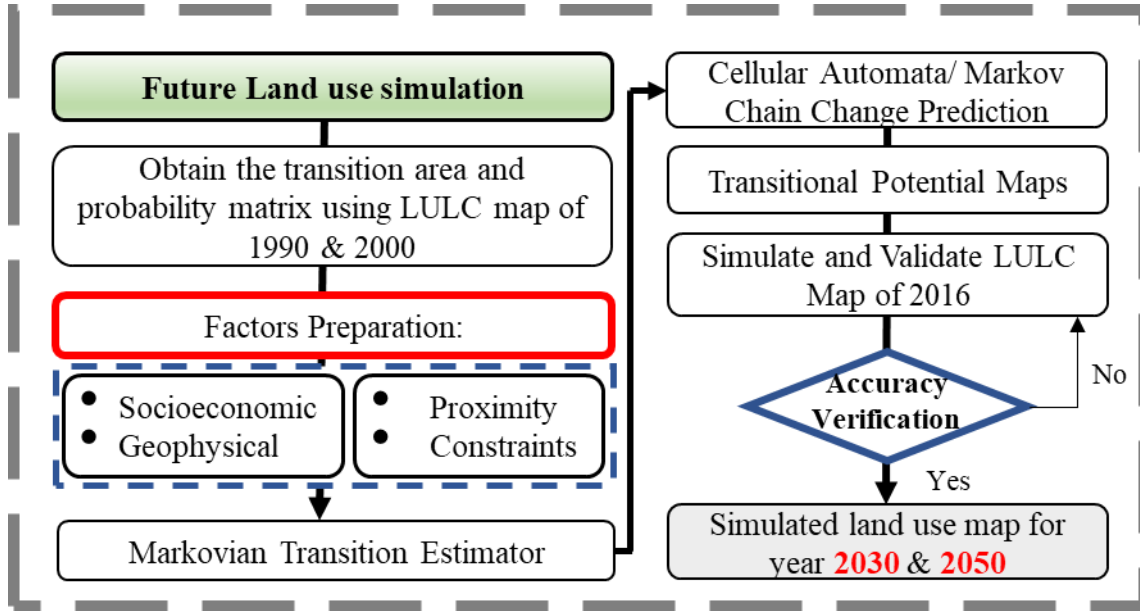 Future Land use simulation
Obtain the transition area and
probability matrix using LULC map of
1990 & 2000
Factors Preparation:
● Socioeconomic
● Geophysical
● Proximity
● Constraints
Markovian Transition Estimator
Cellular Automata/ Markov
Chain Change Prediction
Transitional Potential Maps
Simulate and Validate LULC
Map of 2016
Accuracy
Verification
No
Yes
Simulated land use map for
year 2030 & 2050